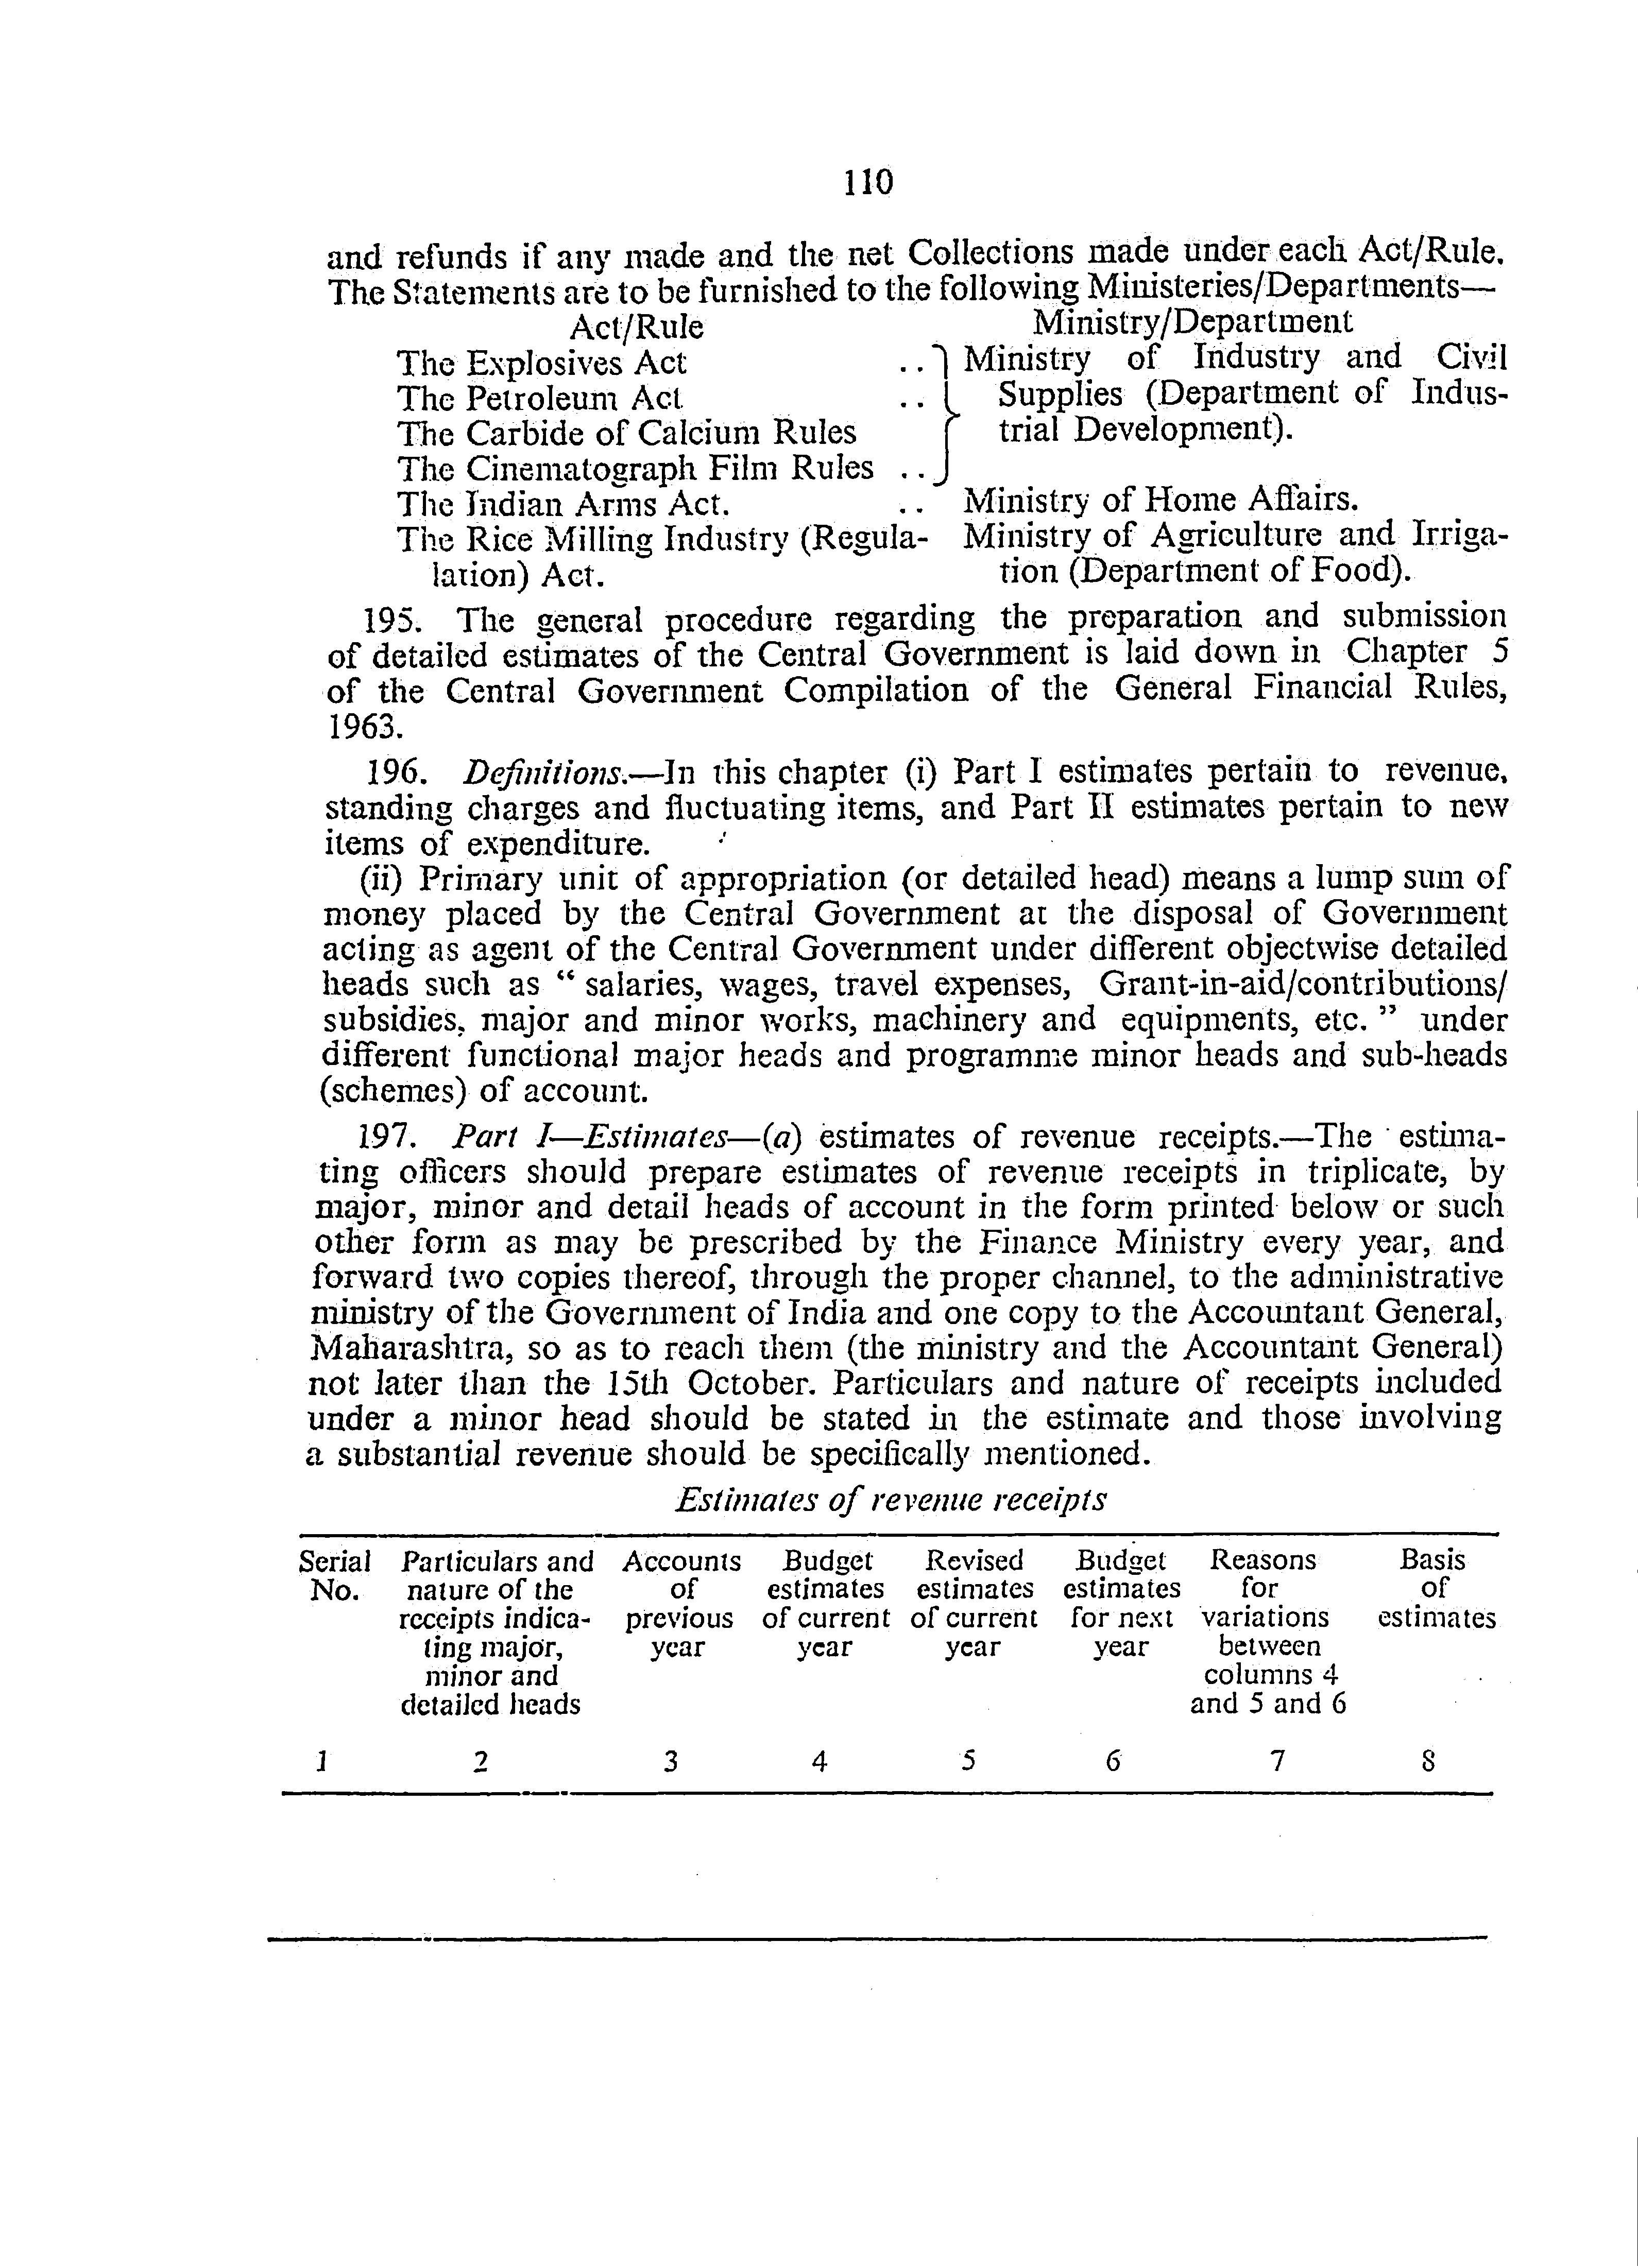 110
and refunds if any made and the net Collections made under each Act/Rule.
The Statements are to be furnished to the following Ministeries/Departments—
Act/Rule Ministry/Department
The Explosives Act .. Ministry of Industry and Civil
The Petroleum Act .. Supplies (Department of Indus-
The Carbide of Calcium Rules trial Development).
The Cinematograph Film Rules ..
The Indian Arms Act. .. Ministry of Home Affairs.
The Rice Milling Industry (Regula- Ministry of Agriculture and Irriga-
lation) Act. tion (Department of Food).
195. The general procedure regarding the preparation and submission
of detailed estimates of the Central Government is laid down in Chapter 5
of the Central Government Compilation of the General Financial Rules,
1963.
196. Definitions.—In this chapter (i) Part I estimates pertain to revenue,
standing charges and fluctuating items, and Part II estimates pertain to new
items of expenditure.
(ii) Primary unit of appropriation (or detailed head) means a lump sum of
money placed by the Central Government at the disposal of Government
acting as agent of the Central Government under different objectwise detailed
heads such as “ salaries, wages, travel expenses, Grant-in-aid/contributions/
subsidies, major and minor works, machinery and equipments, etc. ” under
different functional major heads and programme minor heads and sub-heads
(schemes) of account.
197. Part I—Estimates—(a) estimates of revenue receipts.—The estima-
ting officers should prepare estimates of revenue receipts in triplicate, by
major, minor and detail heads of account in the form printed below or such
other form as may be prescribed by the Finance Ministry every year, and
forward two copies thereof, through the proper channel, to the administrative
ministry of the Government of India and one copy to the Accountant General,
Maharashtra, so as to reach them (the ministry and the Accountant General)
not later than the 15th October. Particulars and nature of receipts included
under a minor head should be stated in the estimate and those involving
a substantial revenue should be specifically mentioned.
Estimates of revenue receipts
Serial Particulars and Accounts Budget Revised Budget Reasons Basis
No. nature of the of estimates estimates estimates for of
receipts indica- previous of current of current for next variations estimates
ting major, year year year year between
minor and columns 4
detailed heads and 5 and 6
1 2 3 4 5 6 7 8